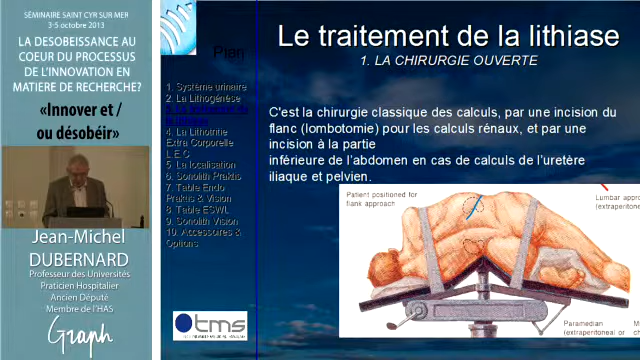 SÉMINAIRE SAINT CYR SUR MER
3-5 octobre 2013
LA DESOBEISSANCE AU
COEUR DU PROCESSUS
DE L'INNOVATION EN
MATIERE DE RECHERCHE?
«Innover et /
ou désobéir»
Jean-Michel
DUBERNARD
Professeur des Universités
Praticien Hospitalier
Ancien Député
Membre de l'HAS
Graph
Plan
1. Système urinaire
2. La Lithogénèse
4. La Lithotritie
Extra Corporelle
L E C
5. La localisation
6. Sonolith Praktis
7. Table Endo
Praktis & Vision
8. Table ESWL
9. Sonolith Vision
10. Accessoires &
Options
tms
Le traitement de la lithiase
1. LA CHIRURGIE OUVERTE
C'est la chirurgie classique des calculs, par une incision du
flanc (lombotomie) pour les calculs rénaux, et par une
incision à la partie
inférieure de l'abdomen en cas de calculs de l'uretère
iliaque et pelvien.
Patient positioned for
flank approach
Lumbar appro
(extraperitone
Paramedian
(extraperitoneal or
M
ch